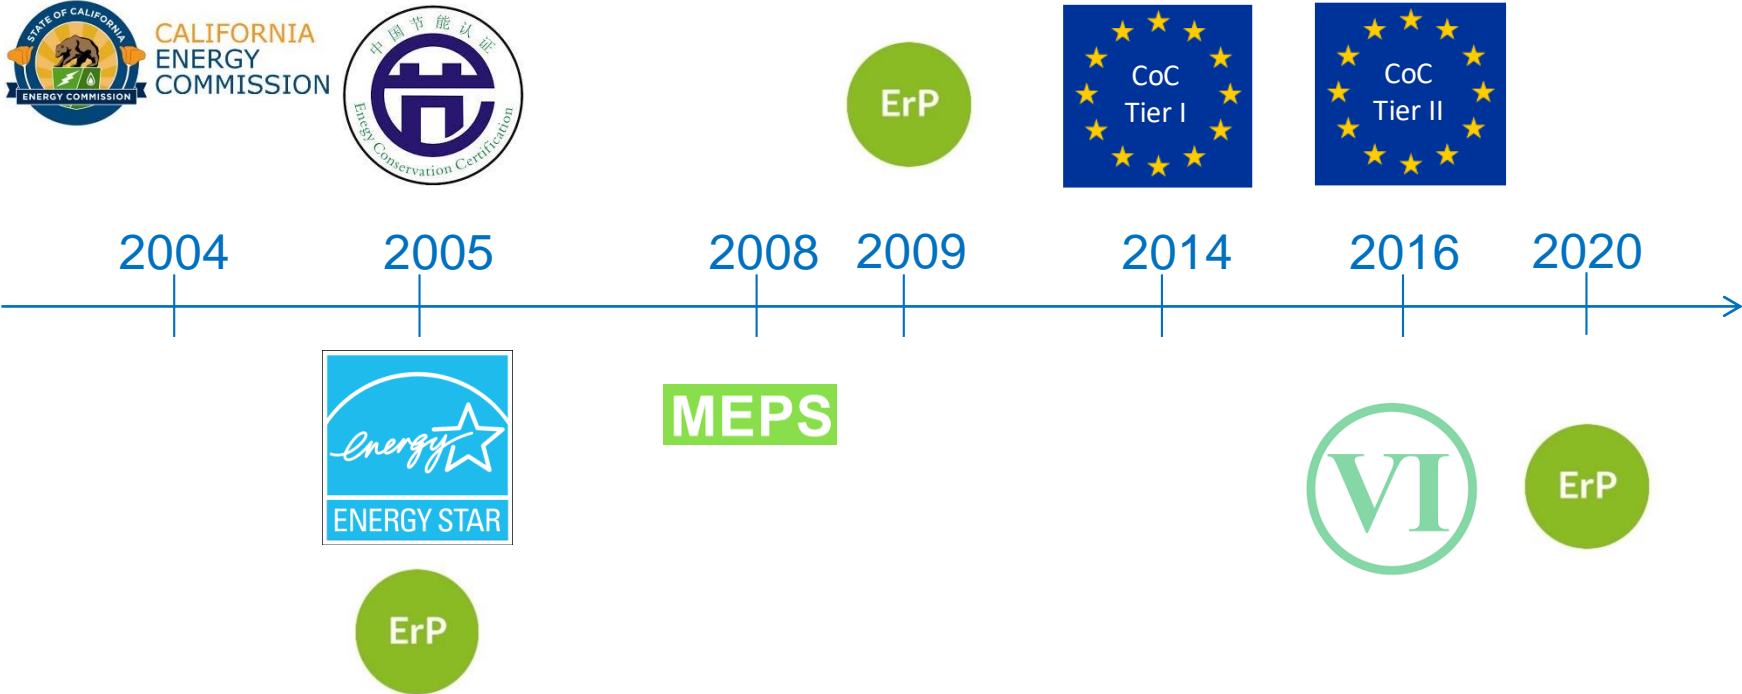 STATE OF CALIFORNIA
ENERGY COMMISSION
CALIFORNIA
ENERGY
COMMISSION
中国节能认证
Energy Conservation Certification
ErP
CoC
Tier I
CoC
Tier II
2004
2005
2008
2009
2014
2016
2020
energy
ENERGY STAR
MEPS
VI
ErP
ErP